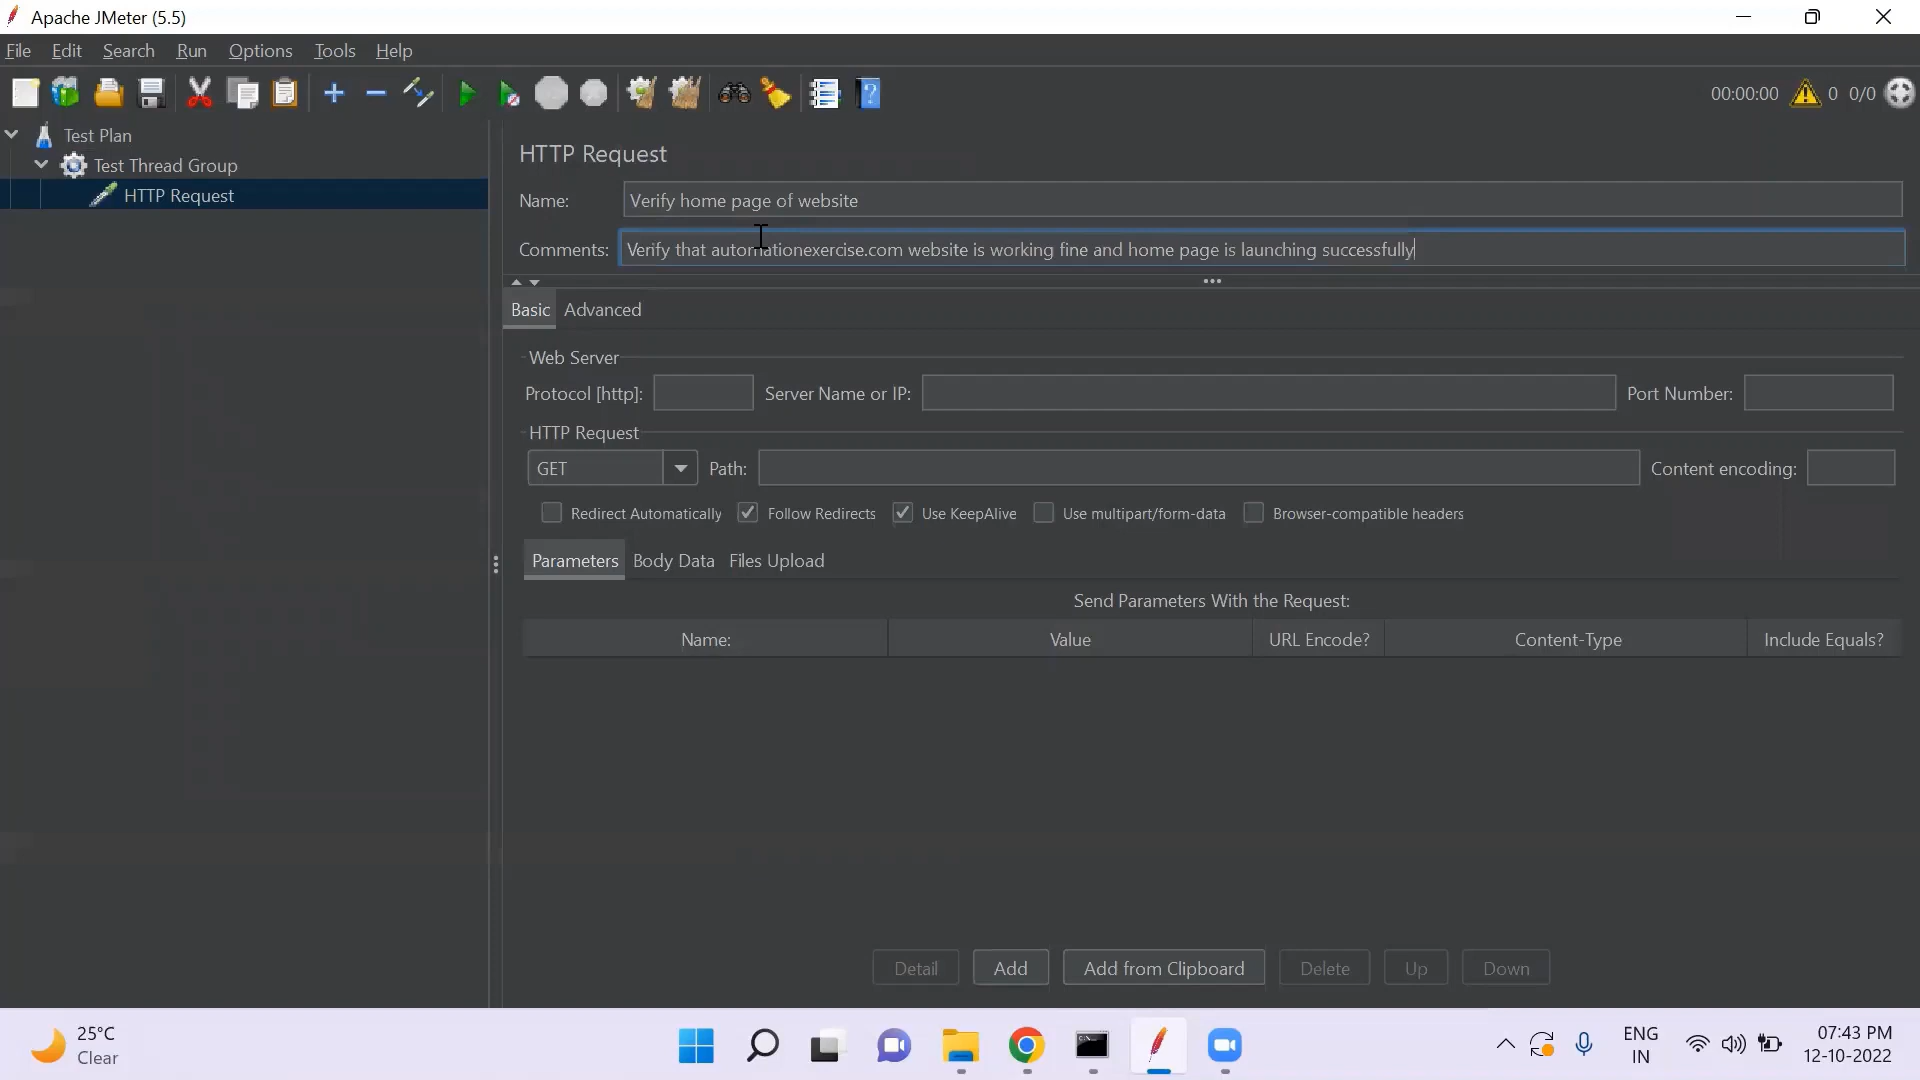 Apache JMeter (5.5)
File Edit Search Run Options Tools Help
00:00:00 0 0/0
Test Plan
Test Thread Group
HTTP Request
HTTP Request
Name: Verify home page of website
Comments: Verify that automationexercise.com website is working fine and home page is launching successfully
Basic Advanced
Web Server
Protocol [http]: Server Name or IP: Port Number:
HTTP Request
GET Path: Content encoding:
Redirect Automatically Follow Redirects Use KeepAlive Use multipart/form-data Browser-compatible headers
Parameters Body Data Files Upload
Send Parameters With the Request:
Name: Value URL Encode? Content-Type Include Equals?
Detail Add Add from Clipboard Delete Up Down
25°C
Clear
ENG
IN
07:43 PM
12-10-2022